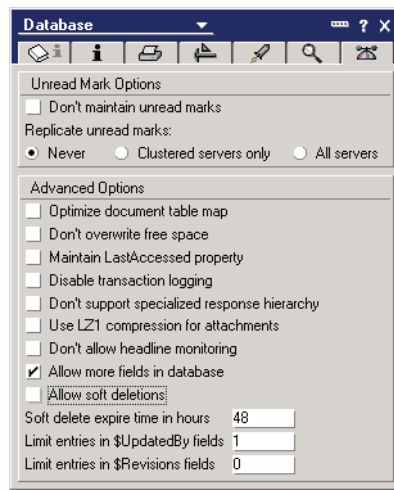 Database ?
i i
Unread Mark Options
Don't maintain unread marks
Replicate unread marks:
Never Clustered servers only All servers
Advanced Options
Optimize document table map
Don't overwrite free space
Maintain LastAccessed property
Disable transaction logging
Don't support specialized response hierarchy
Use LZ1 compression for attachments
Don't allow headline monitoring
Allow more fields in database
Allow soft deletions
Soft delete expire time in hours 48
Limit entries in $UpdatedBy fields 1
Limit entries in $Revisions fields 0